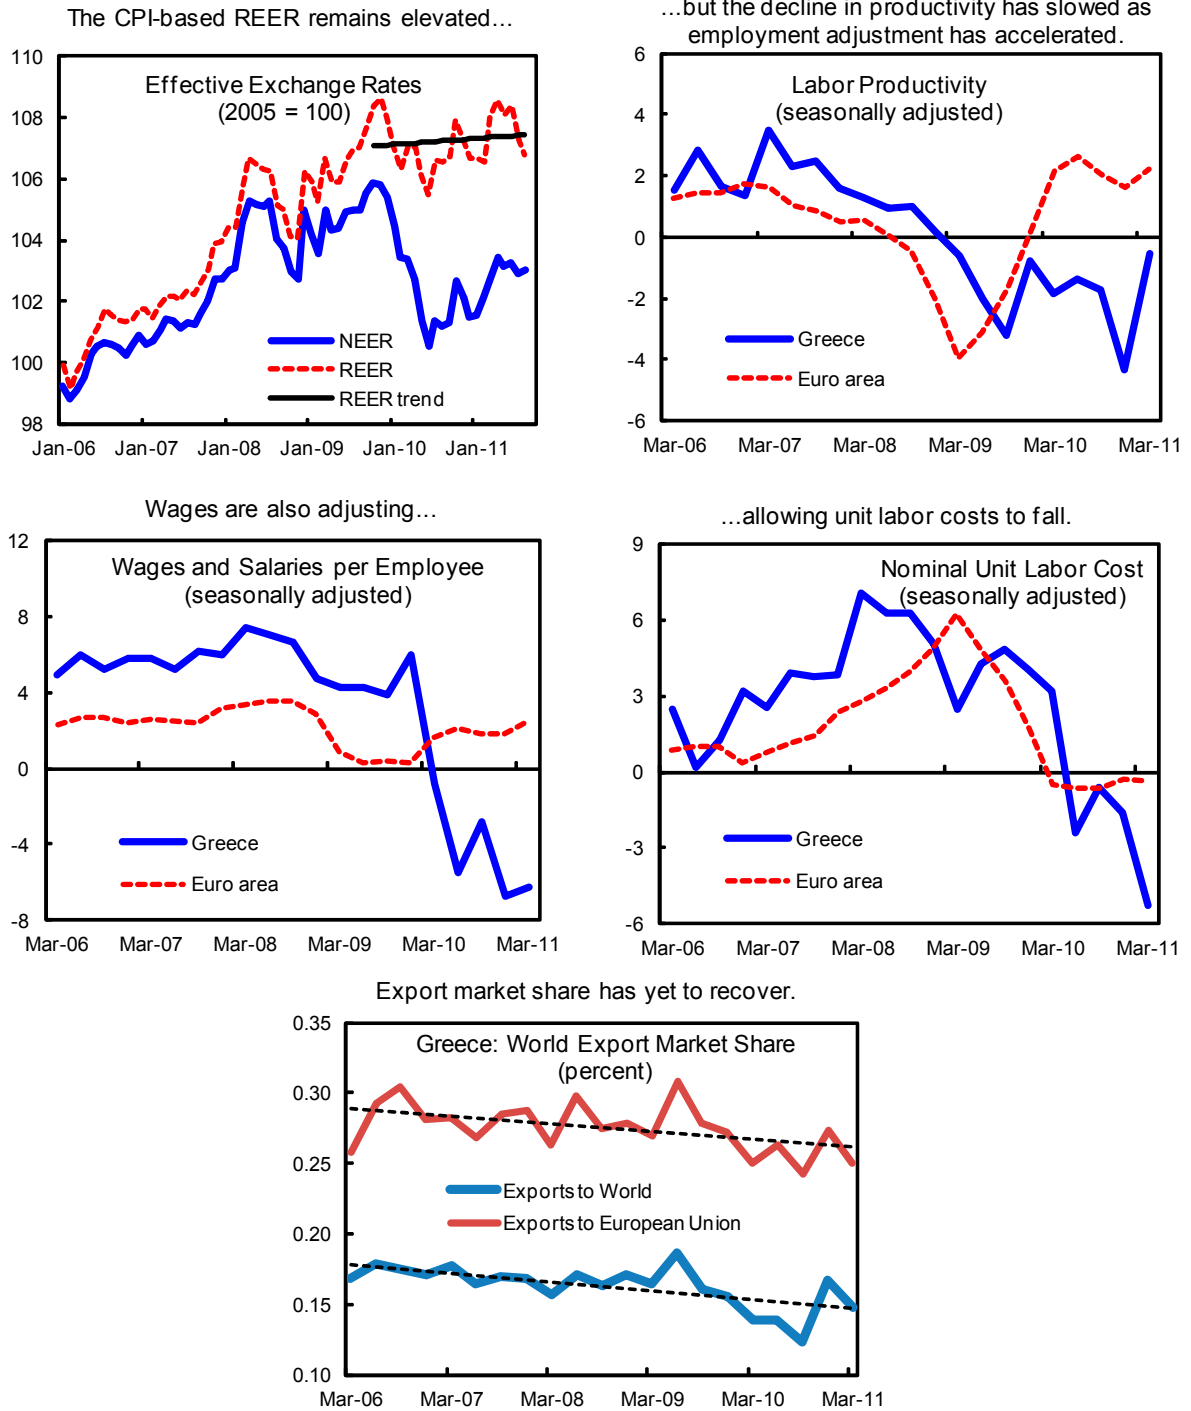 The CPI-based REER remains elevated...
110
108
106
104
102
100
98
Effective Exchange Rates
(2005 = 100)
NEER
REER
REER trend
Jan-06 Jan-07 Jan-08 Jan-09 Jan-10 Jan-11
...but the decline in productivity has slowed as
employment adjustment has accelerated.
6
4
2
0
-2
-4
-6
Labor Productivity
(seasonally adjusted)
Greece
Euro area
Mar-06 Mar-07 Mar-08 Mar-09 Mar-10 Mar-11
Wages are also adjusting...
12
8
4
0
-4
-8
Wages and Salaries per Employee
(seasonally adjusted)
Greece
Euro area
Mar-06 Mar-07 Mar-08 Mar-09 Mar-10 Mar-11
...allowing unit labor costs to fall.
9
6
3
0
-3
-6
Nominal Unit Labor Cost
(seasonally adjusted)
Greece
Euro area
Mar-06 Mar-07 Mar-08 Mar-09 Mar-10 Mar-11
Export market share has yet to recover.
0.35
0.30
0.25
0.20
0.15
0.10
Greece: World Export Market Share
(percent)
Exports to World
Exports to European Union
Mar-06 Mar-07 Mar-08 Mar-09 Mar-10 Mar-11